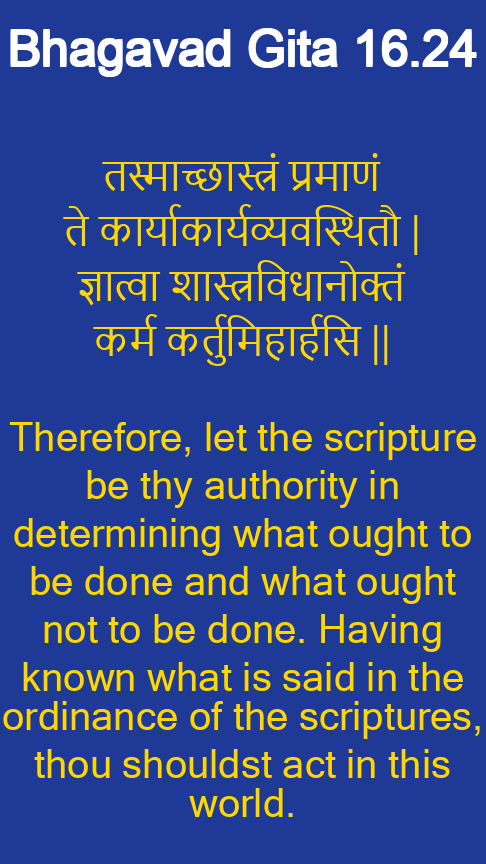 Bhagavad Gita 16.24
तस्माच्छास्त्रं प्रमाणं
ते कार्याकार्यव्यवस्थितौ |
ज्ञात्वा शास्त्रविधानोक्तं
कर्म कर्तुमिहार्हसि ||
Therefore, let the scripture
be thy authority in
determining what ought to
be done and what ought
not to be done. Having
known what is said in the
ordinance of the scriptures,
thou shouldst act in this
world.